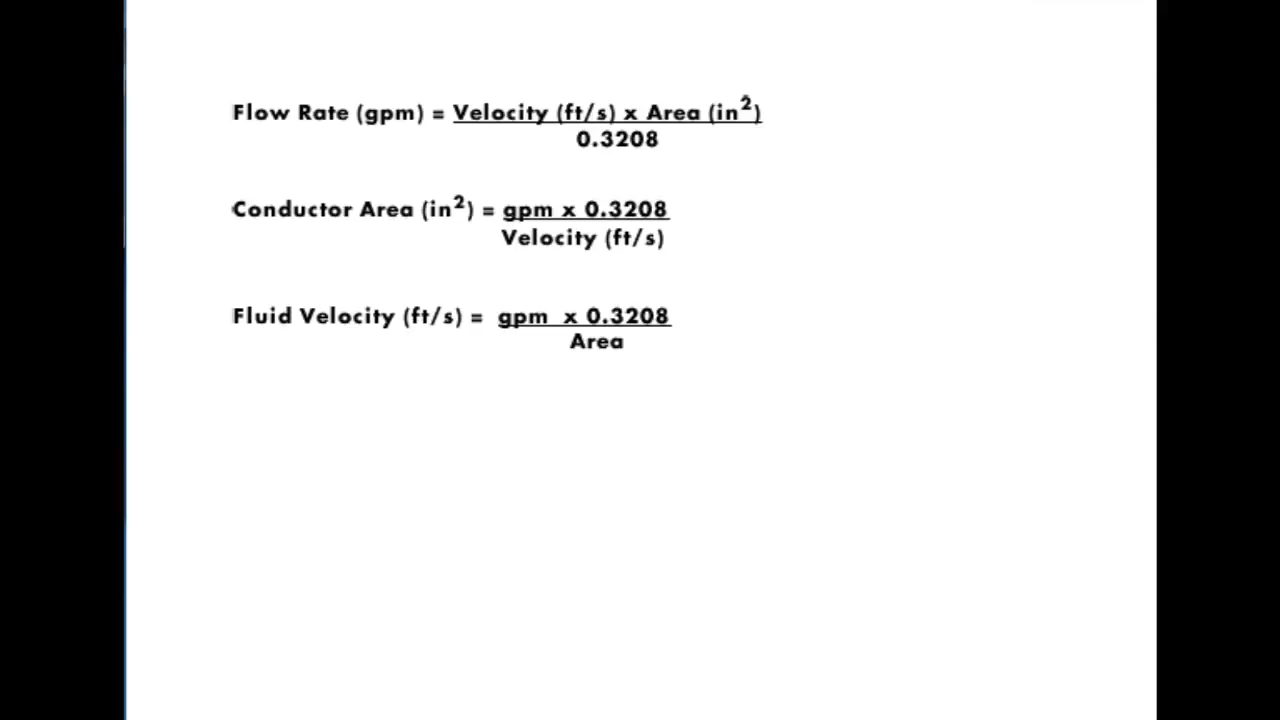 Flow Rate (gpm) = Velocity (ft/s) x Area (in²)
0.3208
Conductor Area (in²) = gpm x 0.3208
Velocity (ft/s)
Fluid Velocity (ft/s) = gpm x 0.3208
Area